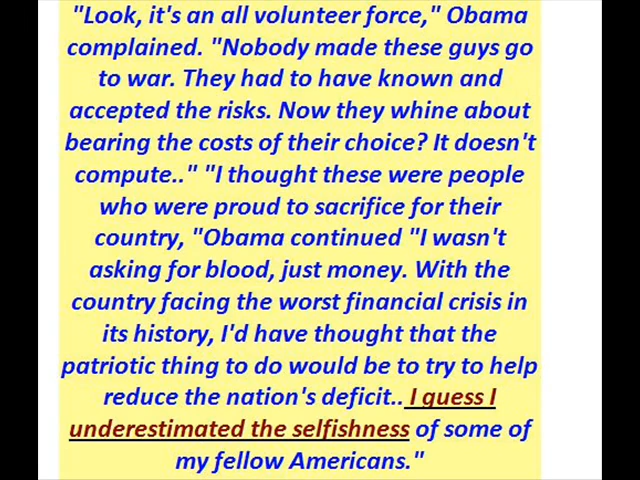 "Look, it's an all volunteer force," Obama
complained. "Nobody made these guys go
to war. They had to have known and
accepted the risks. Now they whine about
bearing the costs of their choice? It doesn't
compute.." "I thought these were people
who were proud to sacrifice for their
country, "Obama continued "I wasn't
asking for blood, just money. With the
country facing the worst financial crisis in
its history, I'd have thought that the
patriotic thing to do would be to try to help
reduce the nation's deficit.. I guess I
underestimated the selfishness of some of
my fellow Americans."